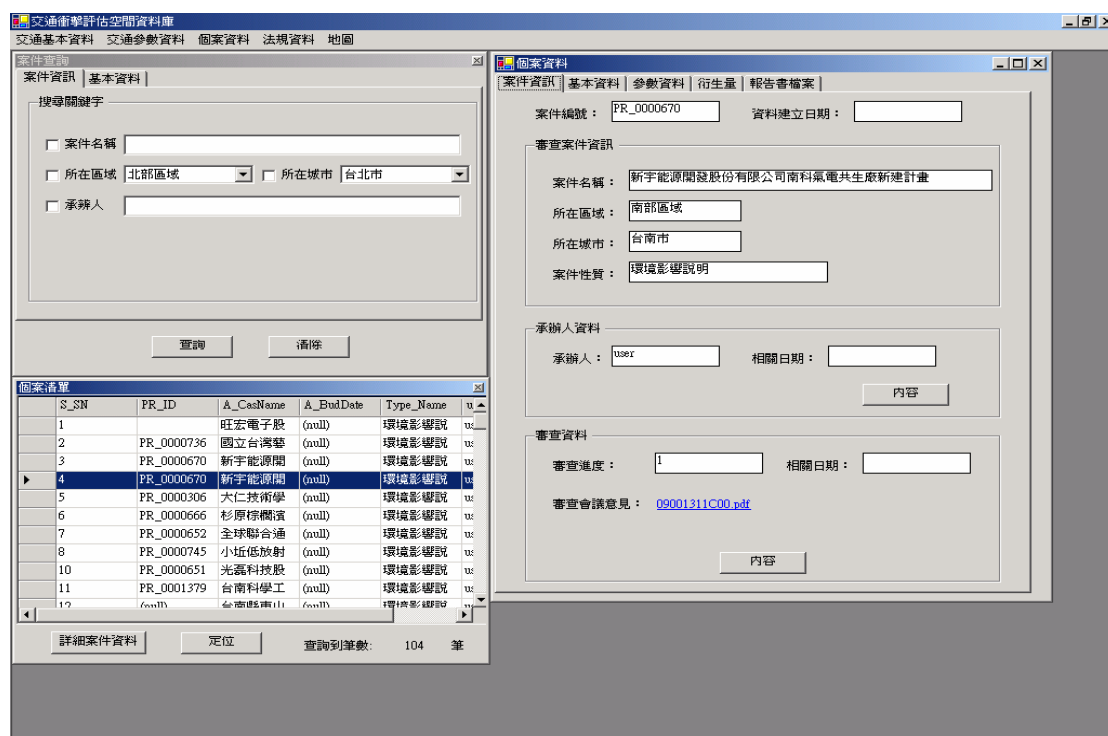 交通衝擊評估空間資料庫
交通基本資料 交通參數資料 個案資料 法規資料 地圖
案件查詢
案件資訊 基本資料
搜尋關鍵字
案件名稱
所在區域 北部區域 所在城市 台北市
承辦人
查詢 清除
個案清單
S_SN PR_ID A_CasName A_BudDate Type_Name
1 旺宏電子股 (null) 環境影響說
2 PR_0000736 國立台灣藝 (null) 環境影響說
3 PR_0000670 新宇能源開 (null) 環境影響說
4 PR_0000670 新宇能源開 (null) 環境影響說
5 PR_0000306 大仁技術學 (null) 環境影響說
6 PR_0000666 杉原棕櫚濱 (null) 環境影響說
7 PR_0000652 全球聯合通 (null) 環境影響說
8 PR_0000745 小坵低放射 (null) 環境影響說
10 PR_0000651 光磊科技股 (null) 環境影響說
11 PR_0001379 台南科學工 (null) 環境影響說
12 (null) 台南縣東山 (null) 環境影響說
詳細案件資料 定位 查詢到筆數: 104 筆
個案資料
案件資訊 基本資料 參數資料 衍生量 報告書檔案
案件編號： PR_0000670 資料建立日期：
審查案件資訊
案件名稱： 新宇能源開發股份有限公司南科氣電共生廠新建計畫
所在區域： 南部區域
所在城市： 台南市
案件性質： 環境影響說明
承辦人資料
承辦人： user 相關日期：
內容
審查資料
審查進度： 1 相關日期：
審查會議意見： 09001311C00.pdf
內容